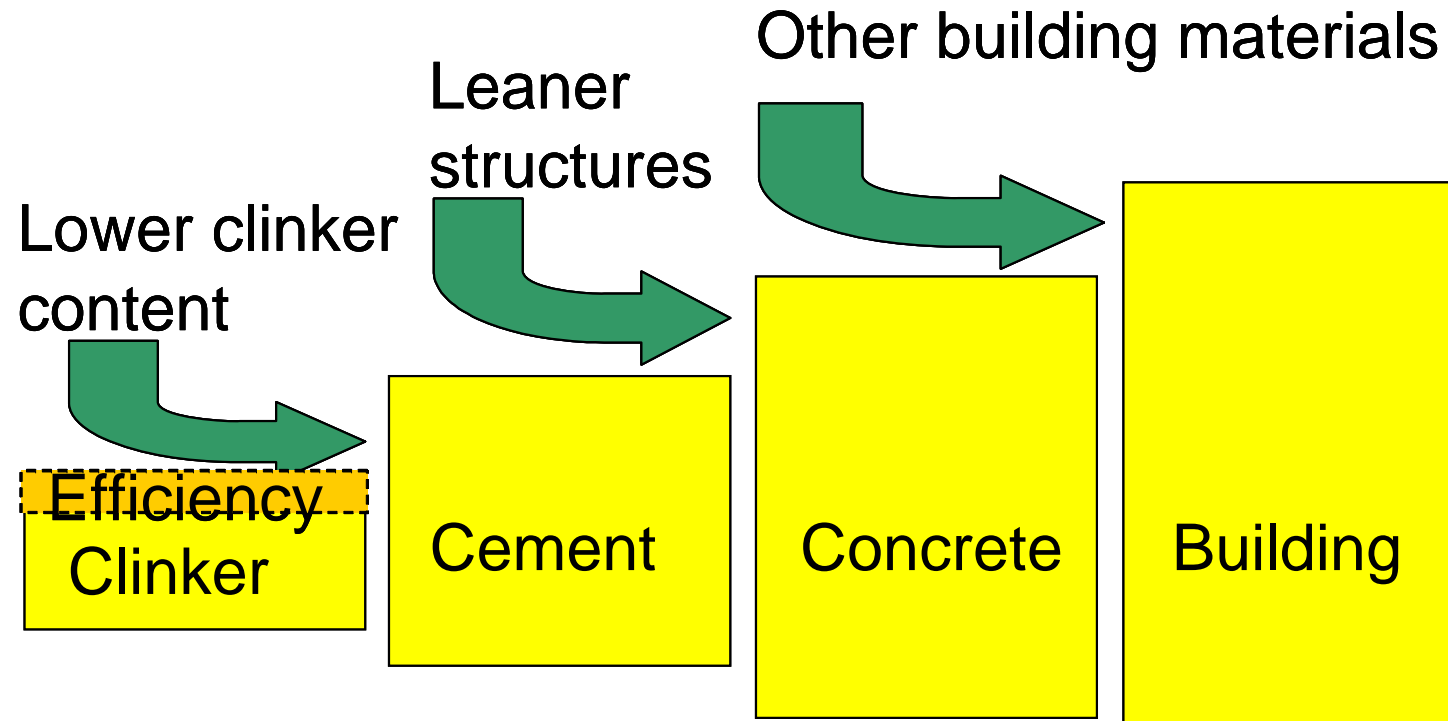 Other building materials
Leaner
structures
Lower clinker
content
Efficiency
Clinker
Cement
Concrete
Building